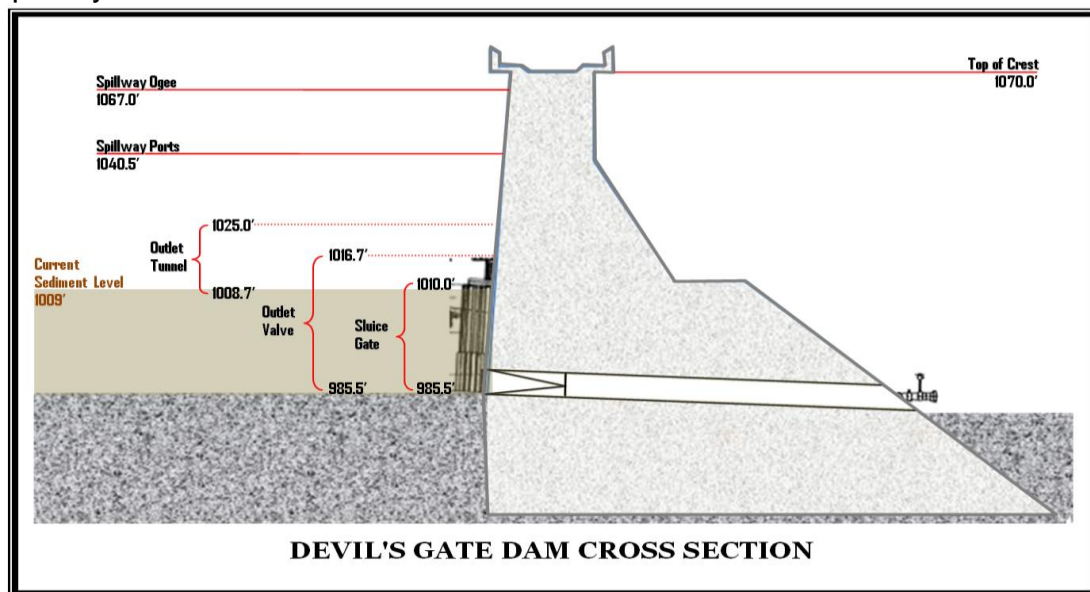 Spillway Ogee
1067.0'
Top of Crest
1070.0'
Spillway Ports
1040.5'
Outlet
Tunnel
1025.0'
1008.7'
Current
Sediment Level
1009'
Outlet
Valve
1016.7'
985.5'
Sluice
Gate
1010.0'
985.5'
DEVIL'S GATE DAM CROSS SECTION